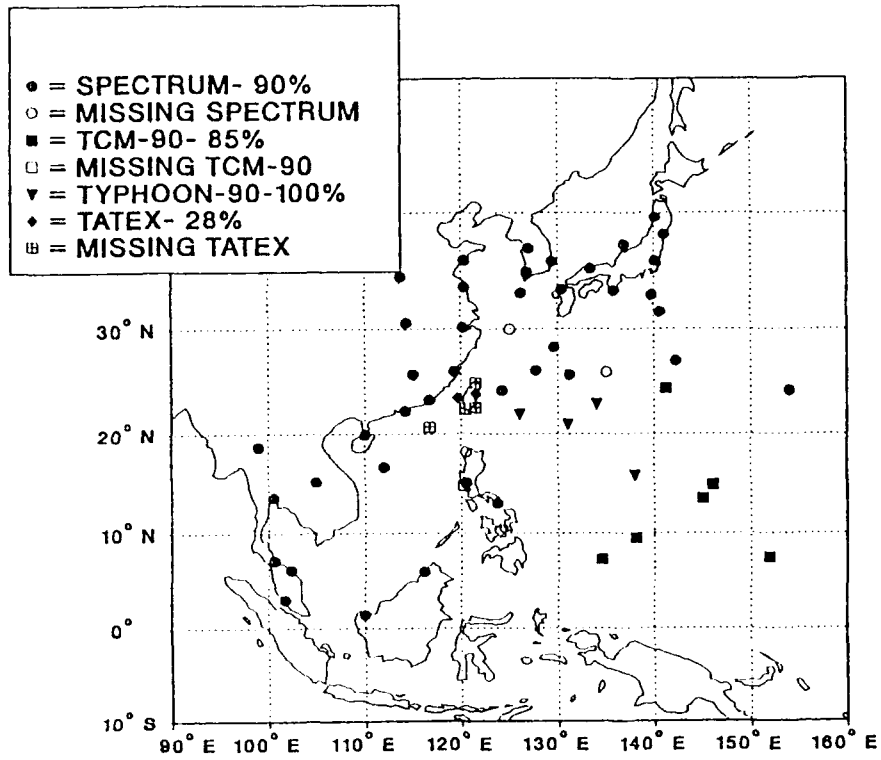 ● = SPECTRUM- 90%
○ = MISSING SPECTRUM
■ = TCM-90- 85%
□ = MISSING TCM-90
▼ = TYPHOON-90-100%
♦ = TATEX- 28%
⊞ = MISSING TATEX
30° N
20° N
10° N
0°
10° S
90° E 100° E 110° E 120° E 130° E 140° E 150° E 160° E